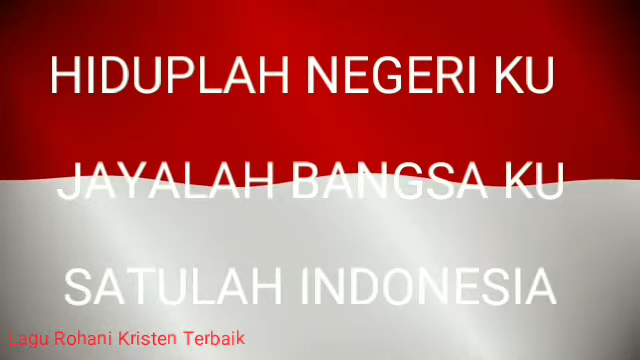 HIDUPLAH NEGERI KU
JAYALAH BANGSA KU
SATULAH INDONESIA
Lagu Rohani Kristen Terbaik